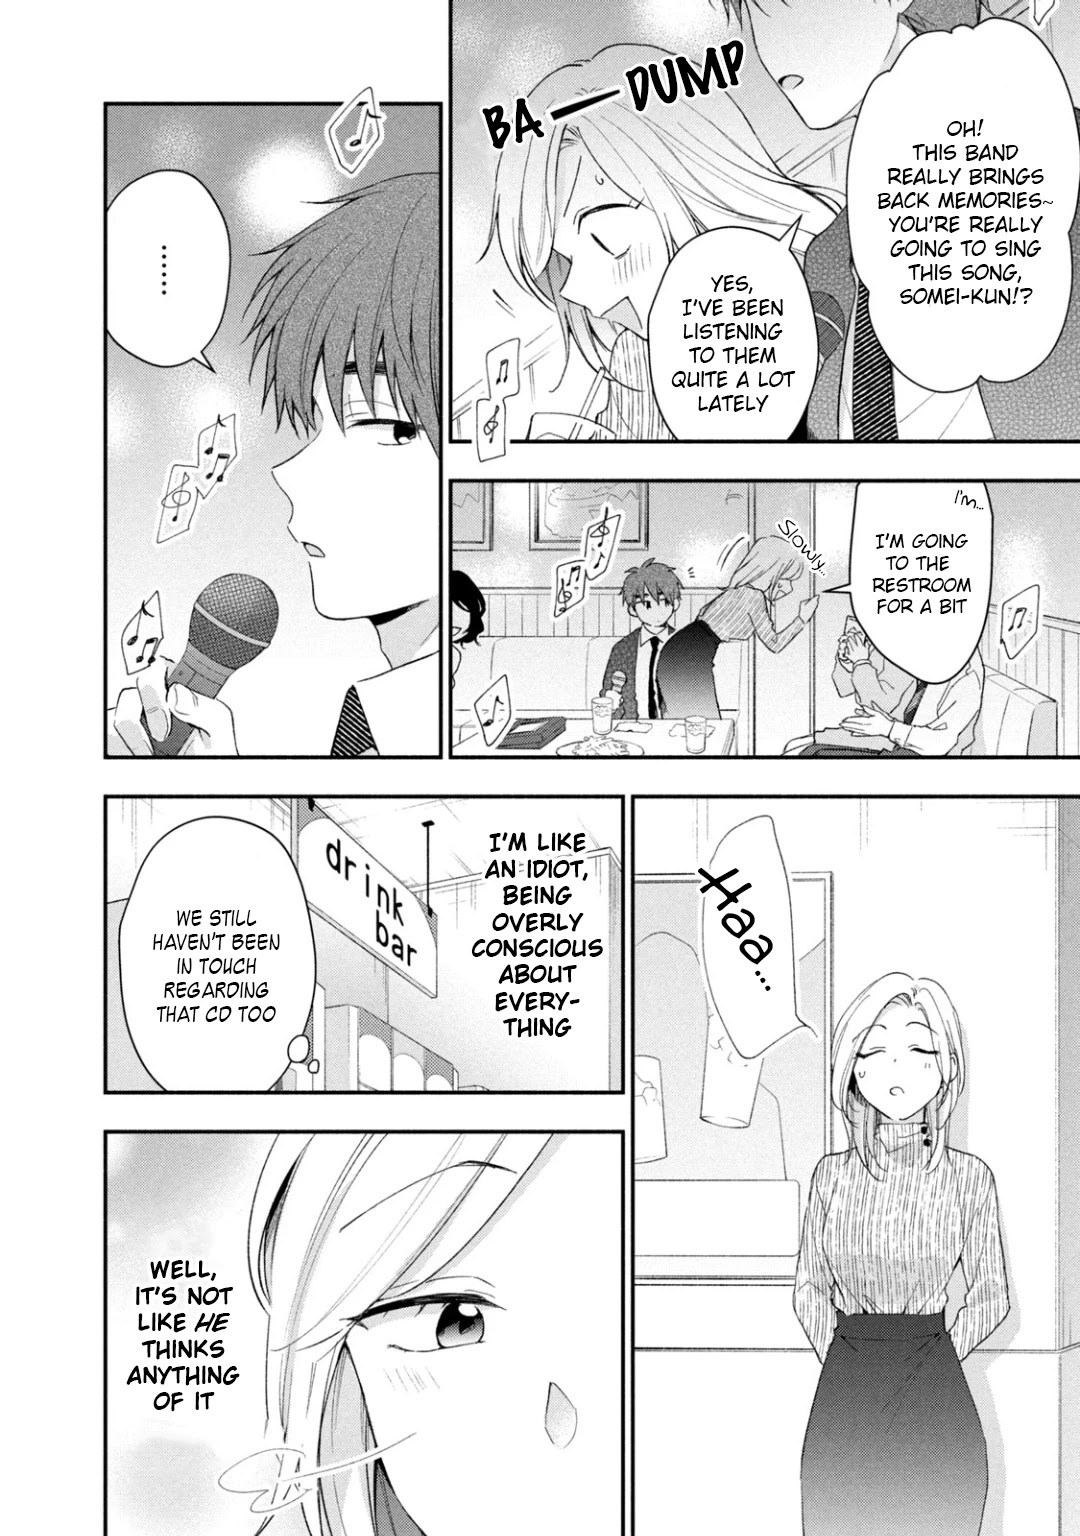 OH!
THIS BAND
REALLY BRINGS
BACK MEMORIES~
YOU'RE REALLY
GOING TO SING
THIS SONG,
SOMEI-KUN!?
BA—DUMP
YES,
I'VE BEEN
LISTENING
TO THEM
QUITE A LOT
LATELY
......
I'm...
I'M GOING
TO THE
RESTROOM
FOR A BIT
Slowly...
Haa...
I'M LIKE
AN IDIOT,
BEING
OVERLY
CONSCIOUS
ABOUT
EVERY-
THING
drink
bar
WE STILL
HAVEN'T BEEN
IN TOUCH
REGARDING
THAT CD TOO
WELL,
IT'S NOT
LIKE HE
THINKS
ANYTHING
OF IT